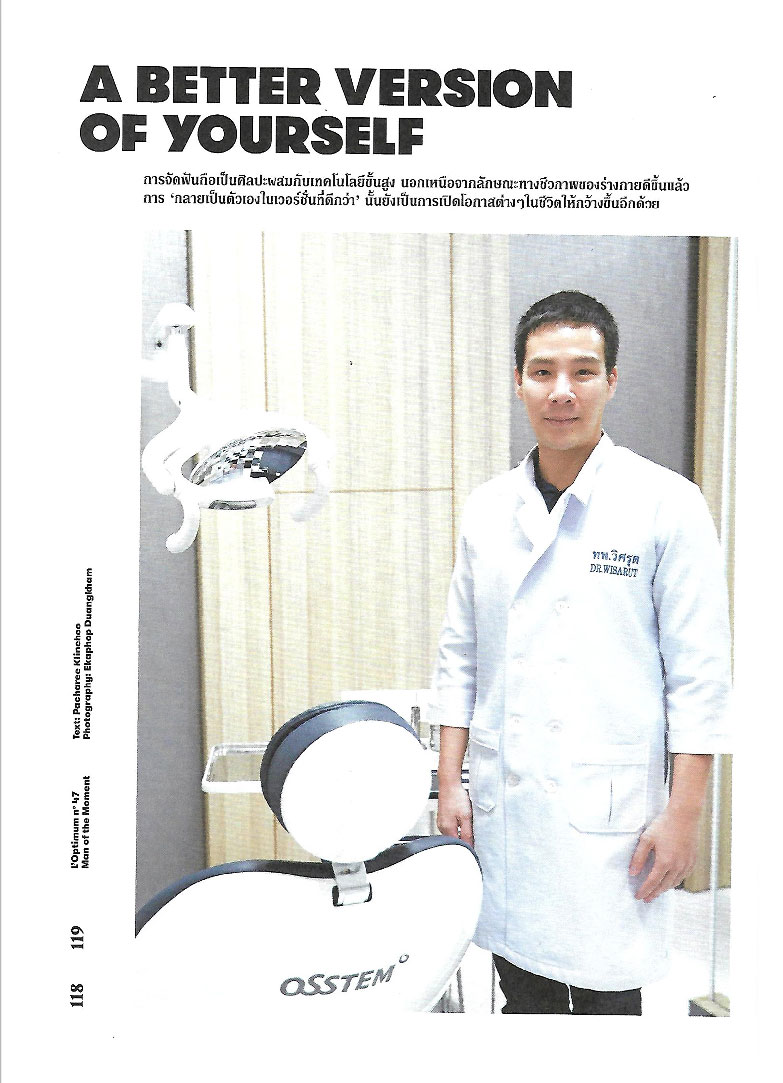 A BETTER VERSION
OF YOURSELF
การจัดฟันถือเป็นศิลปะผสมกับเทคโนโลยีขั้นสูง นอกเหนือจากลักษณะทางชีวภาพของร่างกายดีขึ้นแล้ว
การ ‘กลายเป็นตัวเองในเวอร์ชั่นที่ดีกว่า’ นั้นยังเป็นการเปิดโอกาสต่างๆในชีวิตให้กว้างขึ้นอีกด้วย
ทพ.วิศรุต
DR.WISARUT
OSSTEM
Text: Pacharee Klinchoo
Photography: Ekaphop Duangkham
L'Optimum n° 47
Man of the Moment
118 119